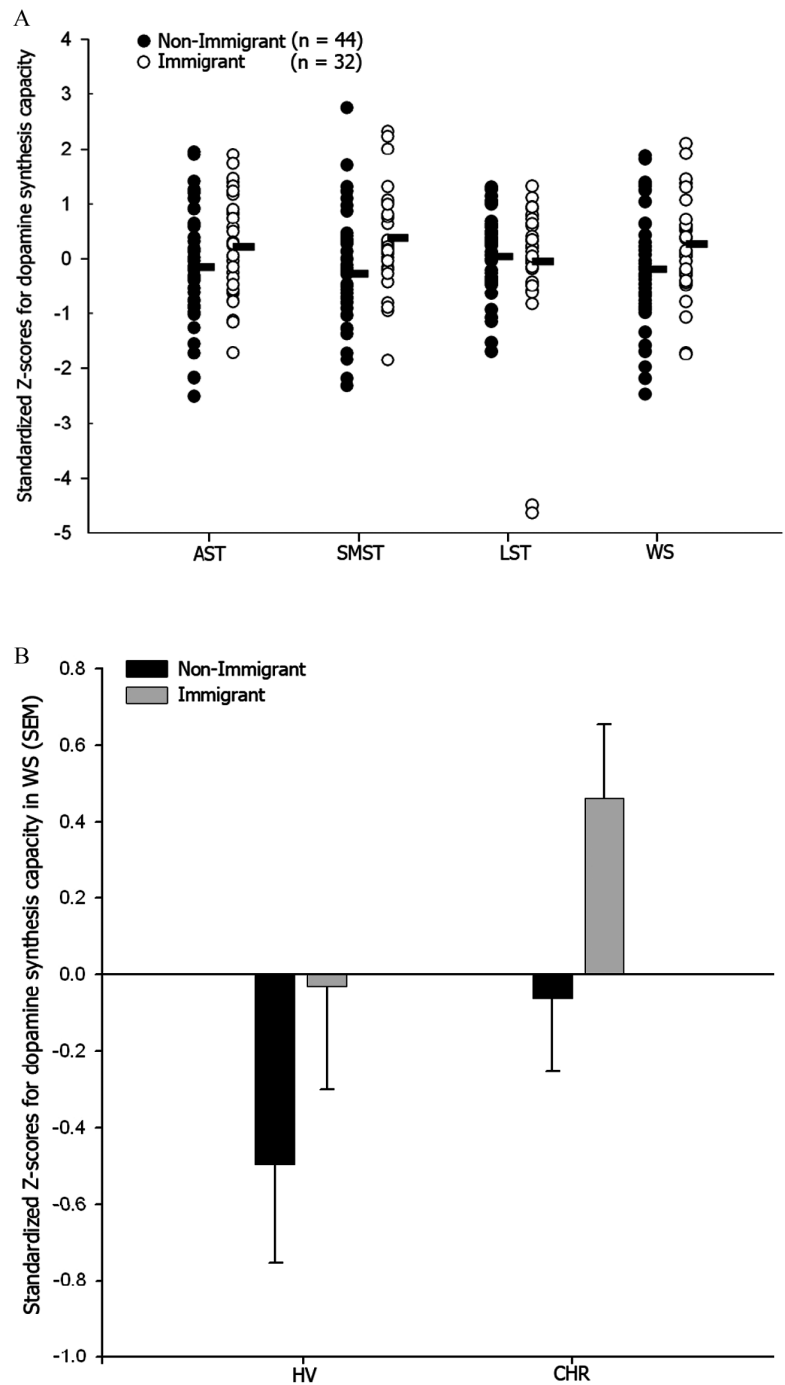 A
Standardized Z-scores for dopamine synthesis capacity
Non-Immigrant (n = 44)
Immigrant (n = 32)
4
3
2
1
0
-1
-2
-3
-4
-5
AST
SMST
LST
WS
B
Standardized Z-scores for dopamine synthesis capacity in WS (SEM)
Non-Immigrant
Immigrant
0.8
0.6
0.4
0.2
0.0
-0.2
-0.4
-0.6
-0.8
-1.0
HV
CHR